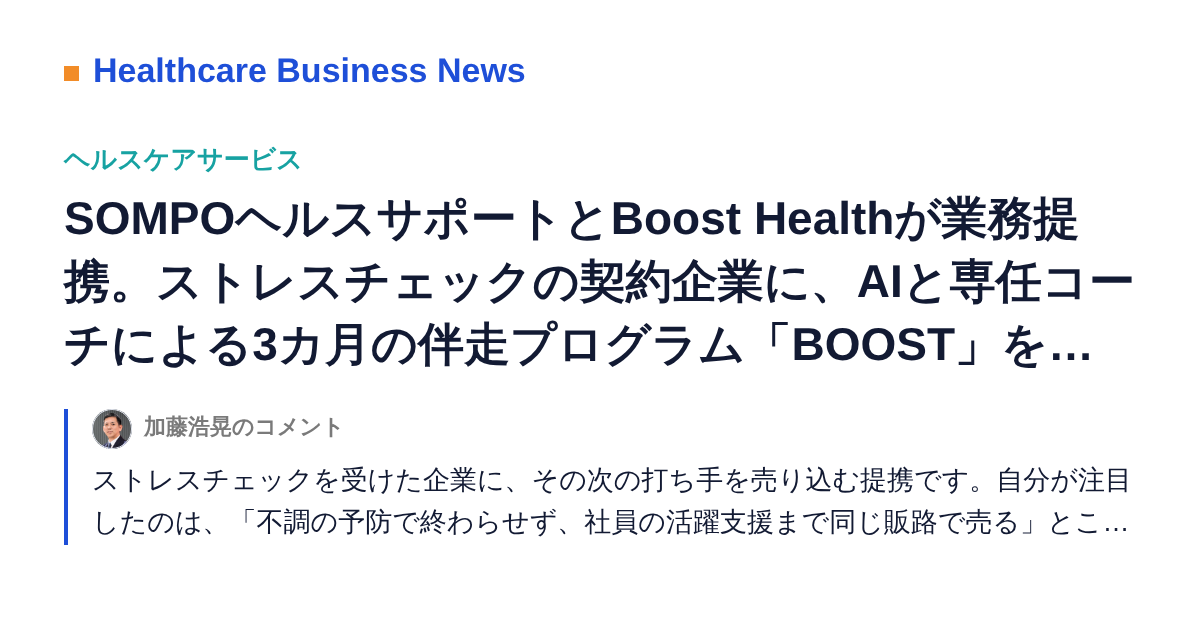 Healthcare Business News
ヘルスケアサービス
SOMPOヘルスサポートとBoost Healthが業務提
携。ストレスチェックの契約企業に、AIと専任コー
チによる3カ月の伴走プログラム「BOOST」を…
加藤浩晃のコメント
ストレスチェックを受けた企業に、その次の打ち手を売り込む提携です。自分が注目
したのは、「不調の予防で終わらせず、社員の活躍支援まで同じ販路で売る」とこ…